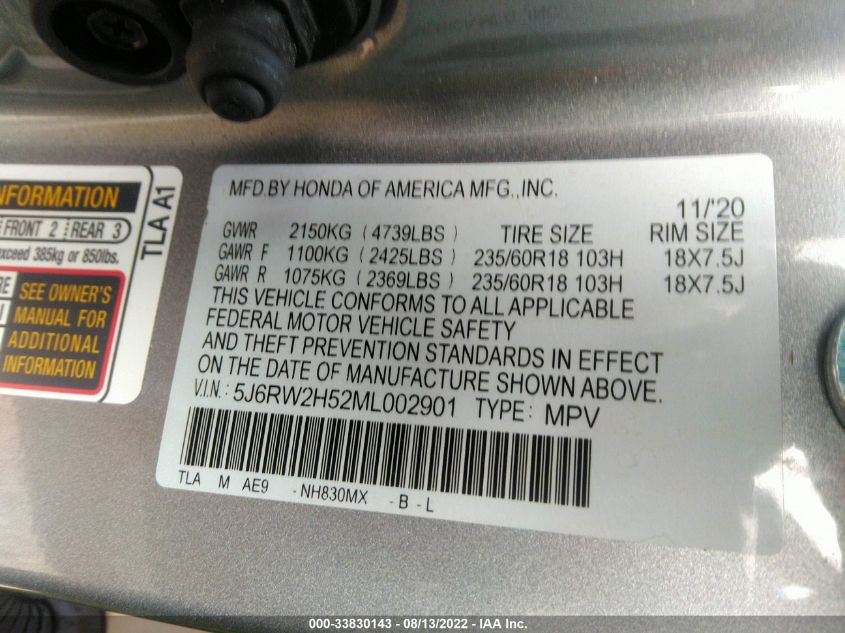 NFORMATION
FRONT 2 REAR 3
exceed 385kg or 850lbs.
SEE OWNER'S
MANUAL FOR
ADDITIONAL
INFORMATION
TLA A1
MFD.BY HONDA OF AMERICA MFG.,INC.
11/'20
GVWR 2150KG (4739LBS) TIRE SIZE RIM SIZE
GAWR F 1100KG (2425LBS) 235/60R18 103H 18X7.5J
GAWR R 1075KG (2369LBS) 235/60R18 103H 18X7.5J
THIS VEHICLE CONFORMS TO ALL APPLICABLE
FEDERAL MOTOR VEHICLE SAFETY
AND THEFT PREVENTION STANDARDS IN EFFECT
ON THE DATE OF MANUFACTURE SHOWN ABOVE.
V.I.N.: 5J6RW2H52ML002901 TYPE: MPV
TLA M AE9 -NH830MX -B-L
000-33830143 - 08/13/2022 - IAA Inc.